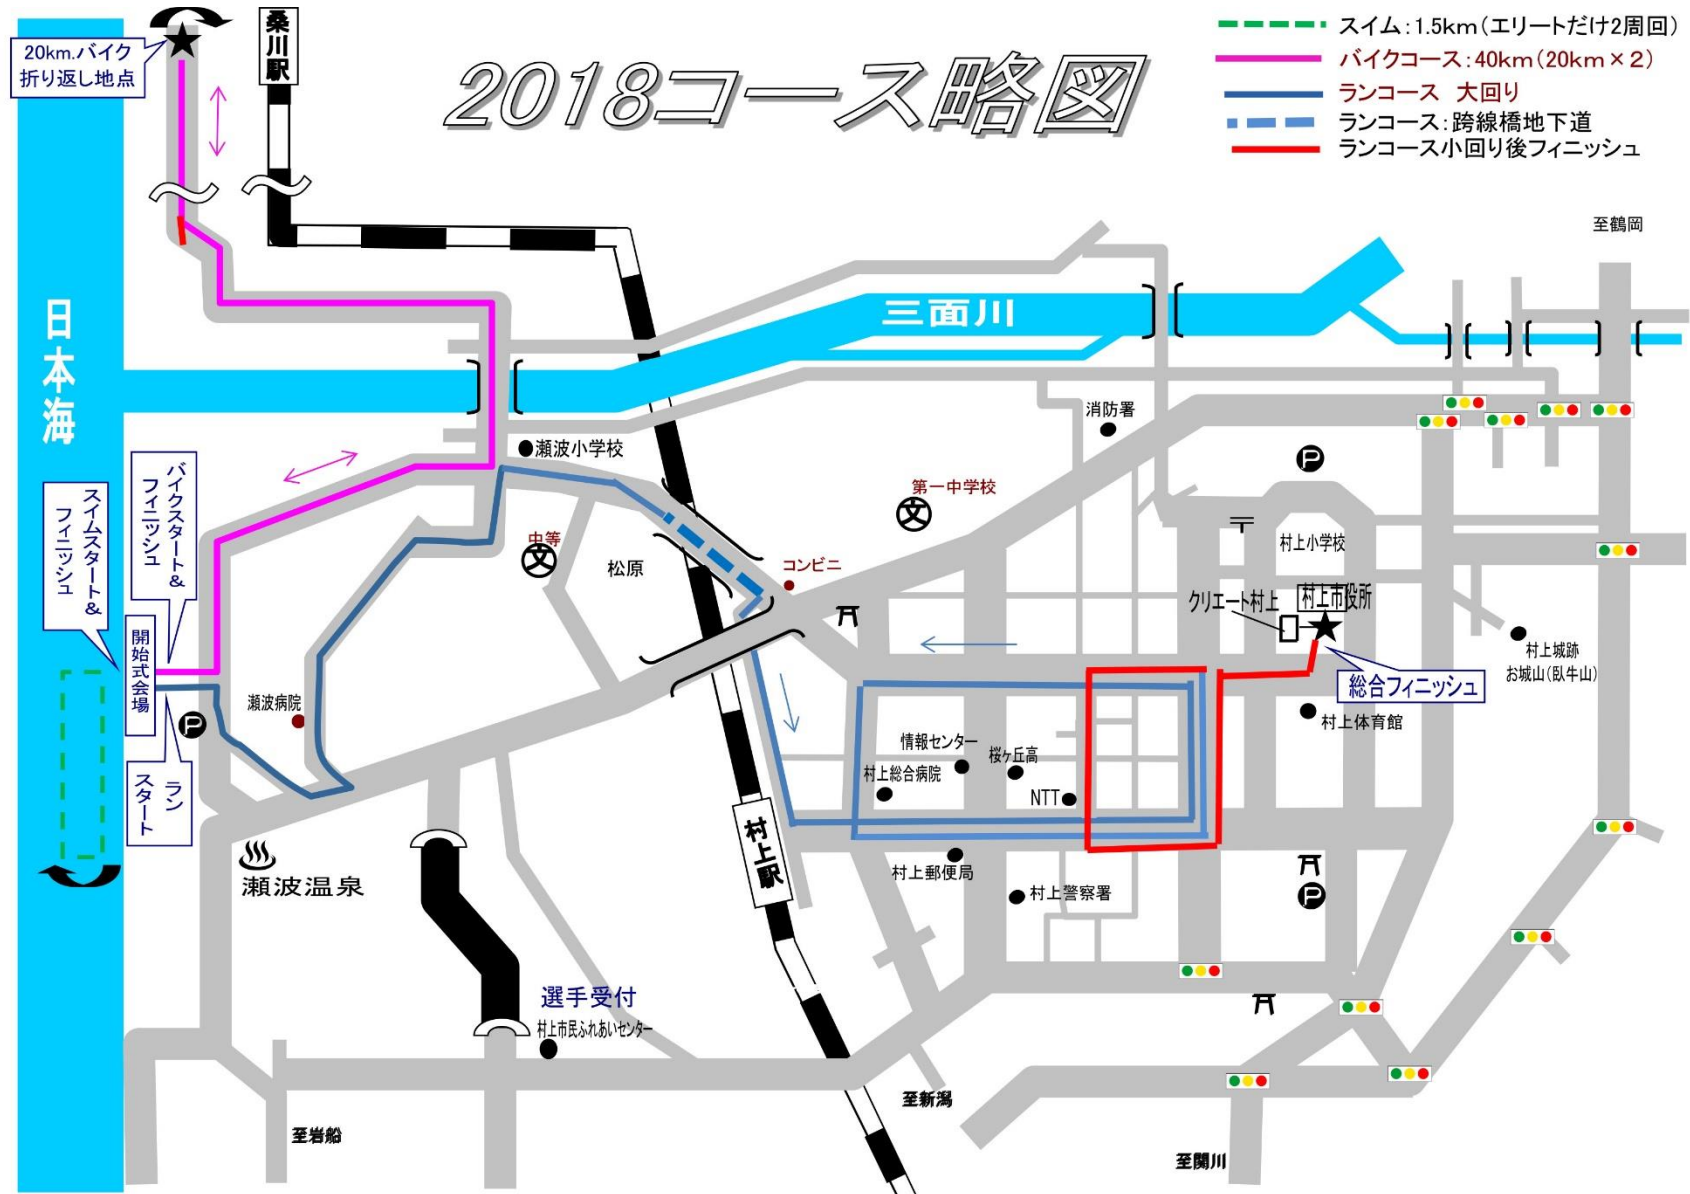 2018コース略図
スイム:1.5km(エリートだけ2周回)
バイクコース:40km(20km×2)
ランコース 大回り
ランコース:跨線橋地下道
ランコース小回り後フィニッシュ
20km.バイク
折り返し地点
桑川駅
至鶴岡
日本海
三面川
消防署
瀬波小学校
第一中学校
文
中等
文
松原
コンビニ
P
〒
村上小学校
クリエート村上
村上市役所
村上城跡
お城山(臥牛山)
総合フィニッシュ
村上体育館
バイクスタート&
フィニッシュ
スイムスタート&
フィニッシュ
開始式会場
P
ラン
スタート
瀬波病院
情報センター
桜ヶ丘高
村上総合病院
NTT
村上駅
村上郵便局
村上警察署
P
瀬波温泉
選手受付
村上市民ふれあいセンター
至岩船
至新潟
至関川